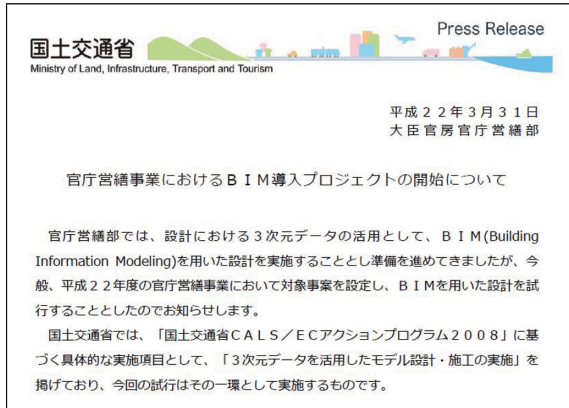 Press Release
国土交通省
Ministry of Land, Infrastructure, Transport and Tourism
平成２２年３月３１日
大臣官房官庁営繕部
官庁営繕事業におけるＢＩＭ導入プロジェクトの開始について
官庁営繕部では、設計における３次元データの活用として、ＢＩＭ(Building
Information Modeling)を用いた設計を実施することとし準備を進めてきましたが、今
般、平成２２年度の官庁営繕事業において対象事案を設定し、ＢＩＭを用いた設計を試
行することとしたのでお知らせします。
国土交通省では、「国土交通省ＣＡＬＳ／ＥＣアクションプログラム２００８」に基
づく具体的な実施項目として、「３次元データを活用したモデル設計・施工の実施」を
掲げており、今回の試行はその一環として実施するものです。